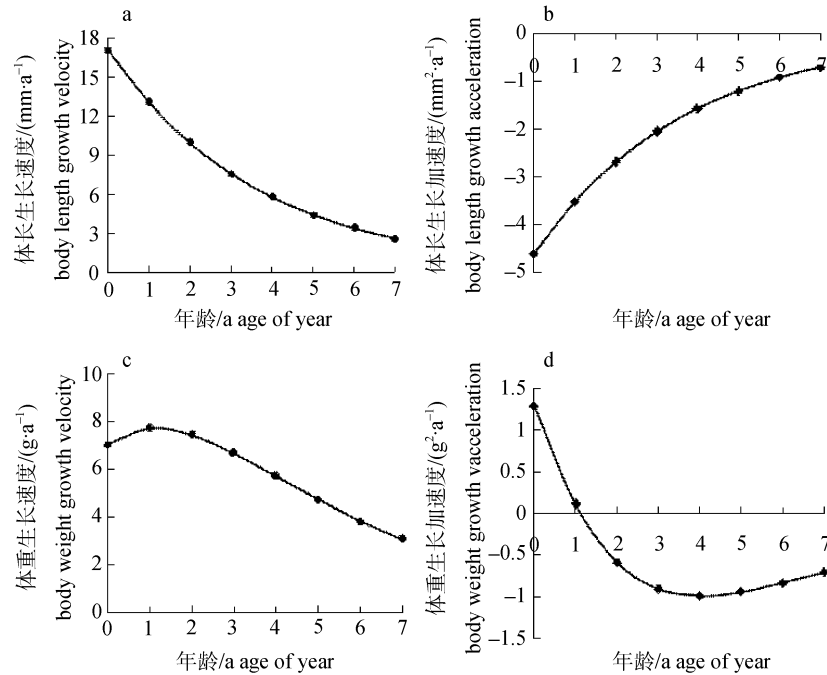 a
体长生长速度/(mm·a⁻¹)
body length growth velocity
18
15
12
9
6
3
0
0 1 2 3 4 5 6 7
年龄/a age of year
b
体长生长加速度/(mm²·a⁻¹)
body length growth acceleration
0
−1
−2
−3
−4
−5
0 1 2 3 4 5 6 7
年龄/a age of year
c
体重生长速度/(g·a⁻¹)
body weight growth velocity
10
8
6
4
2
0
0 1 2 3 4 5 6 7
年龄/a age of year
d
体重生长加速度/(g²·a⁻¹)
body weight growth vacceleration
1.5
1
0.5
0
−0.5
−1
−1.5
0 1 2 3 4 5 6 7
年龄/a age of year